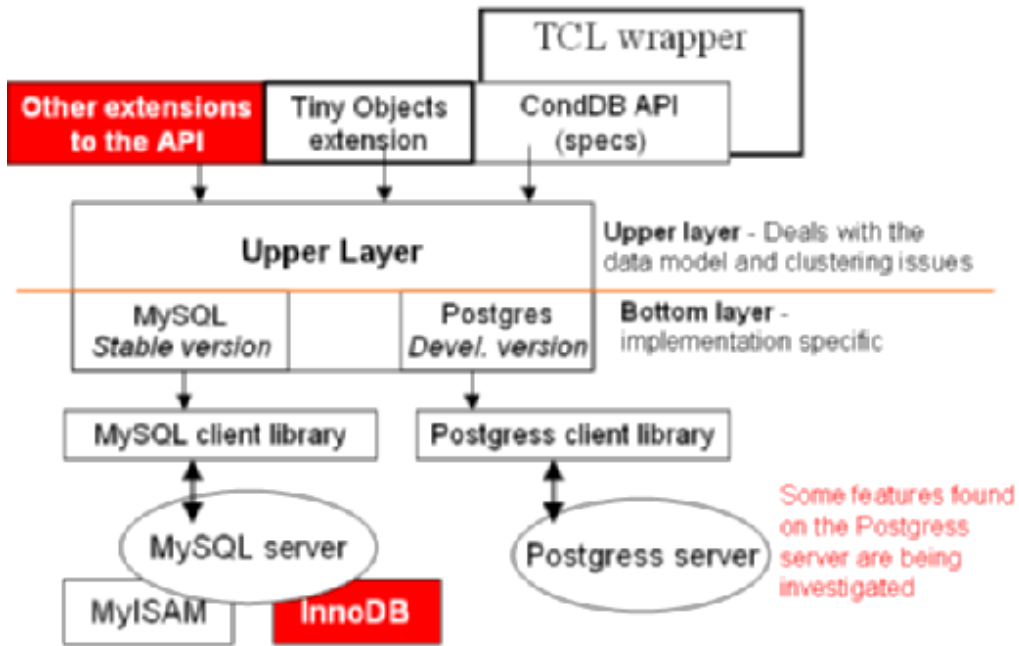 TCL wrapper
Other extensions
to the API
Tiny Objects
extension
CondDB API
(specs)
Upper Layer
Upper layer - Deals with the
data model and clustering issues
MySQL
Stable version
Postgres
Devel. version
Bottom layer -
implementation specific
MySQL client library
Postgress client library
MySQL server
Postgress server
Some features found
on the Postgress
server are being
investigated
MyISAM
InnoDB